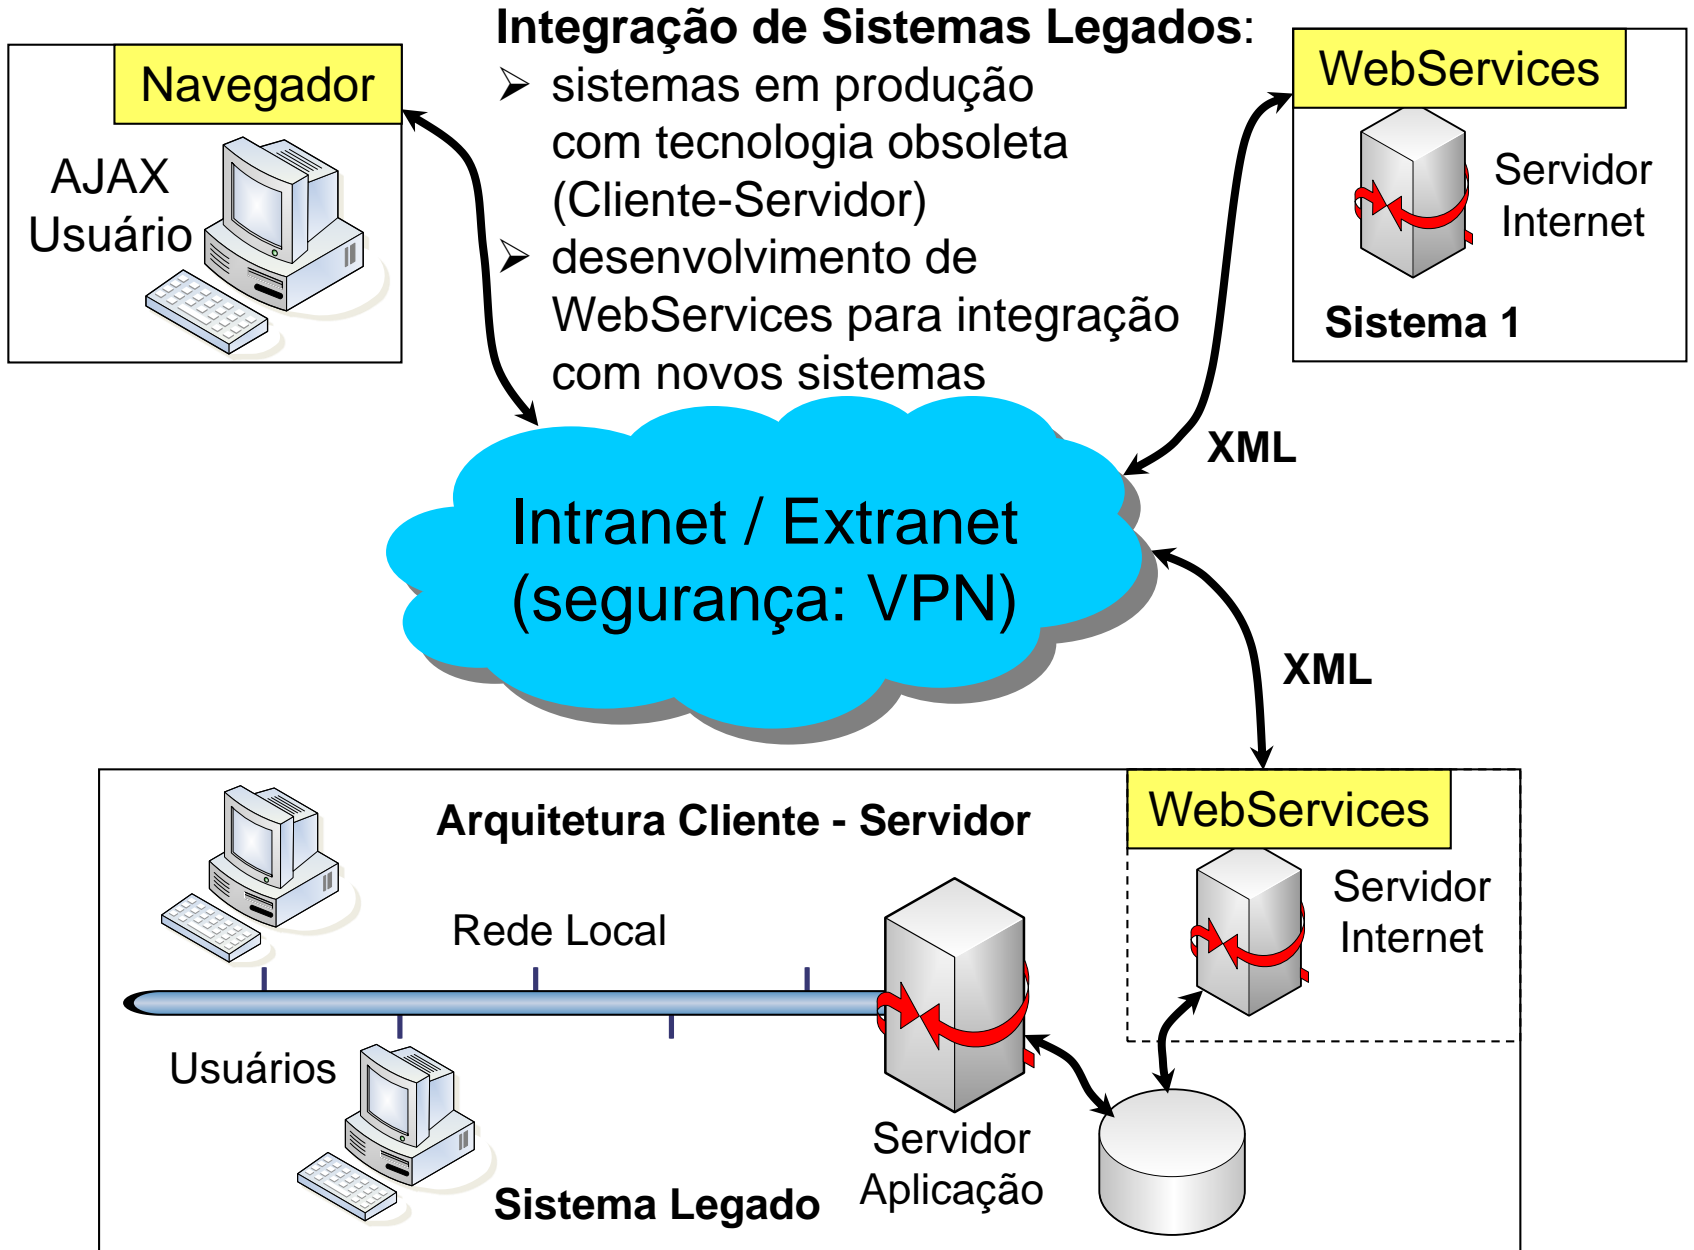 Integração de Sistemas Legados:
➢ sistemas em produção
com tecnologia obsoleta
(Cliente-Servidor)
➢ desenvolvimento de
WebServices para integração
com novos sistemas
Navegador
AJAX
Usuário
WebServices
Servidor
Internet
Sistema 1
XML
Intranet / Extranet
(segurança: VPN)
XML
Arquitetura Cliente - Servidor
WebServices
Servidor
Internet
Rede Local
Usuários
Servidor
Aplicação
Sistema Legado